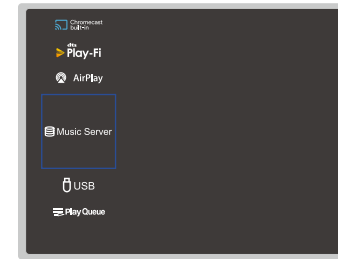 Chromecast
built-in
dts
Play-Fi
AirPlay
Music Server
USB
Play Queue